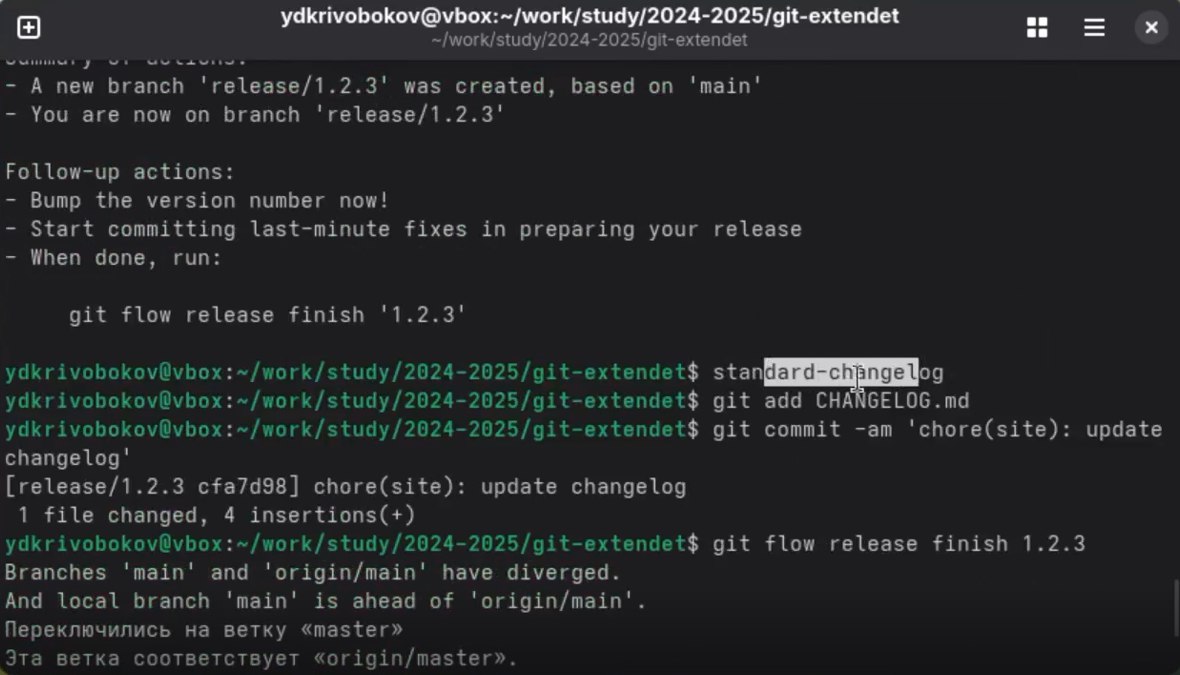 ydkrivobokov@vbox:~/work/study/2024-2025/git-extendet
~/work/study/2024-2025/git-extendet
Summary of actions:
- A new branch 'release/1.2.3' was created, based on 'main'
- You are now on branch 'release/1.2.3'
Follow-up actions:
- Bump the version number now!
- Start committing last-minute fixes in preparing your release
- When done, run:
git flow release finish '1.2.3'
ydkrivobokov@vbox:~/work/study/2024-2025/git-extendet$ standard-changelog
ydkrivobokov@vbox:~/work/study/2024-2025/git-extendet$ git add CHANGELOG.md
ydkrivobokov@vbox:~/work/study/2024-2025/git-extendet$ git commit -am 'chore(site): update
changelog'
[release/1.2.3 cfa7d98] chore(site): update changelog
1 file changed, 4 insertions(+)
ydkrivobokov@vbox:~/work/study/2024-2025/git-extendet$ git flow release finish 1.2.3
Branches 'main' and 'origin/main' have diverged.
And local branch 'main' is ahead of 'origin/main'.
Переключились на ветку «master»
Эта ветка соответствует «origin/master».